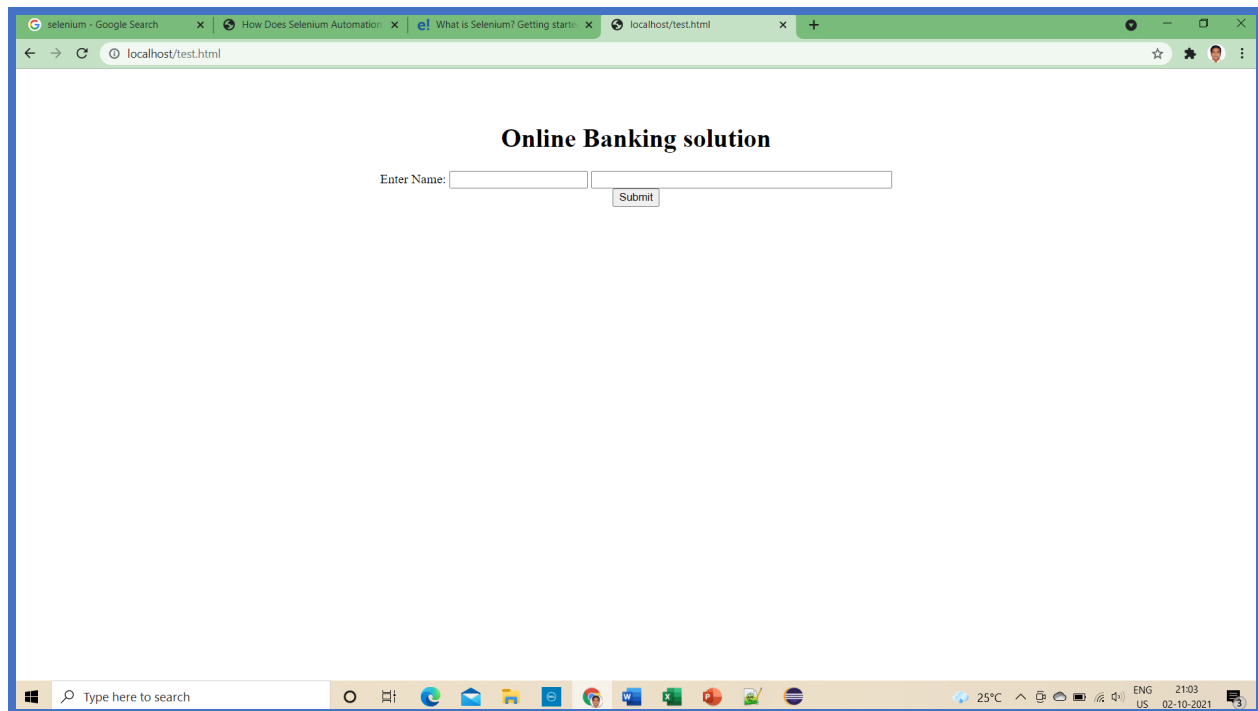 selenium - Google Search
How Does Selenium Automation
e! What is Selenium? Getting starte
localhost/test.html
localhost/test.html
Online Banking solution
Enter Name:
Submit
Type here to search
25°C
ENG
US
21:03
02-10-2021
3